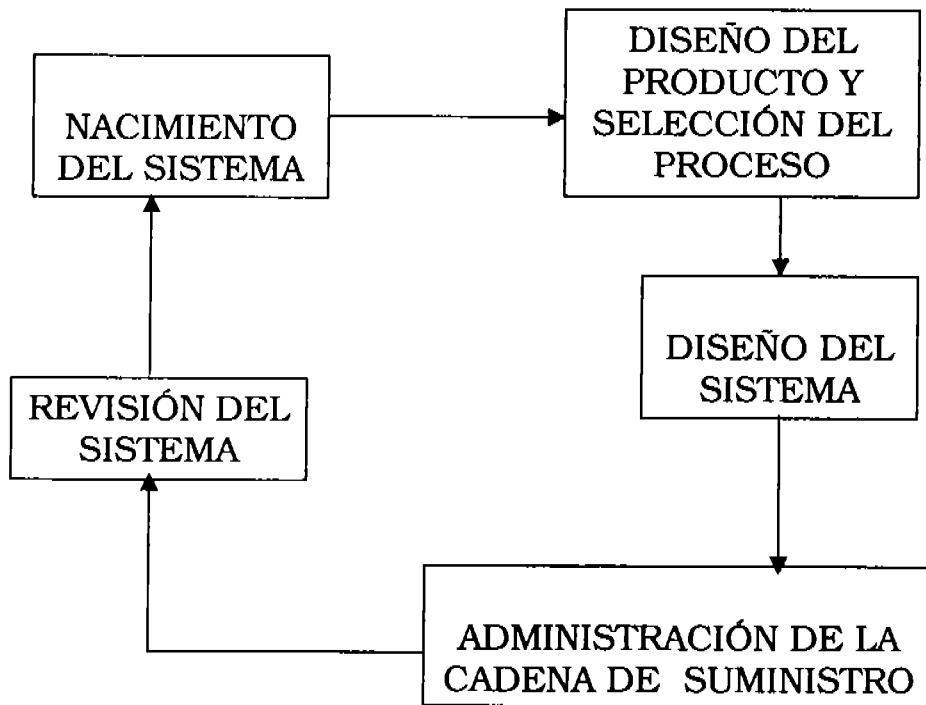 NACIMIENTO
DEL SISTEMA
DISEÑO DEL
PRODUCTO Y
SELECCIÓN DEL
PROCESO
DISEÑO DEL
SISTEMA
ADMINISTRACIÓN DE LA
CADENA DE SUMINISTRO
REVISIÓN DEL
SISTEMA